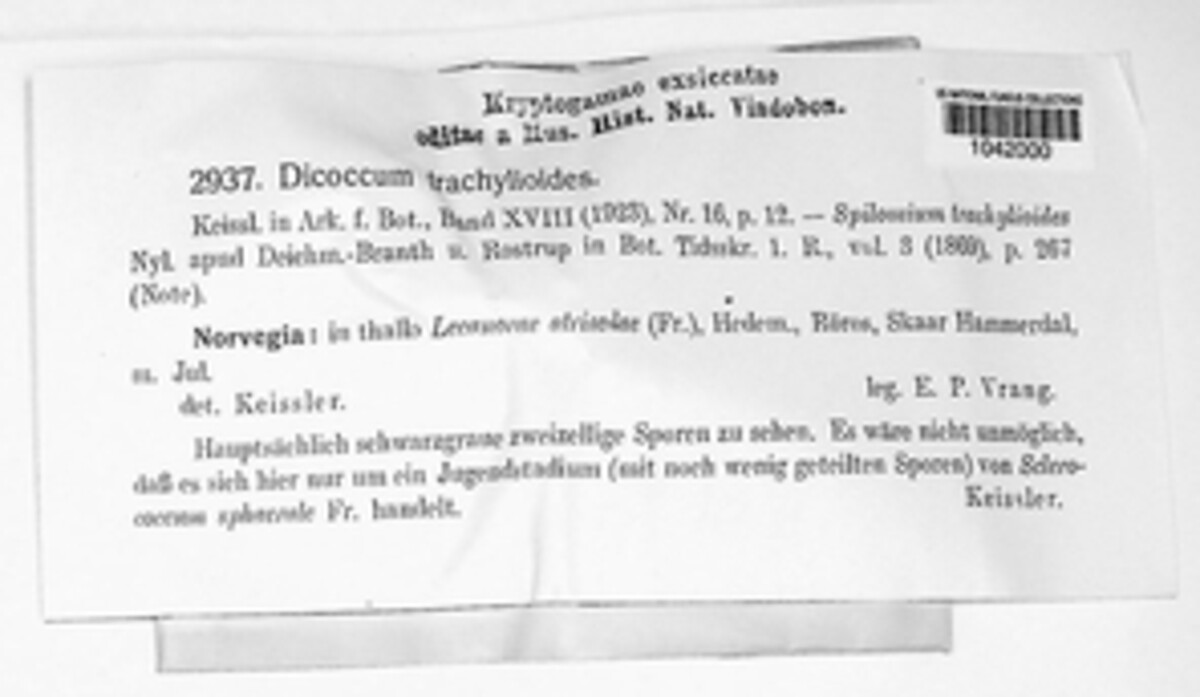 Kryptogamae exsiccatae
editae a Mus. Hist. Nat. Vindobon.
US NATIONAL FUNGUS COLLECTIONS
1042000
2937. Dicoccum trachylioides.
Keissl. in Ark. f. Bot., Band XVIII (1923), Nr. 16, p. 12. — Spilomium trachylioides
Nyl. apud Deichm.-Branth u. Rostrup in Bot. Tidsskr. 1. R., vol. 3 (1869), p. 267
(Note).
Norvegia: in thallo Lecanorae (Fr.), Hedem., Röros, Skaar Hammerdal,
m. Jul.
det. Keissler.
leg. E. P. Vrang.
Hauptsächlich schwarzgraue zweizellige Sporen zu sehen. Es wäre nicht unmöglich,
daß es sich hier nur um ein Jugendstadium (mit noch wenig geteilten Sporen) von Sclero-
coccum sphaerale Fr. handelt.
Keissler.